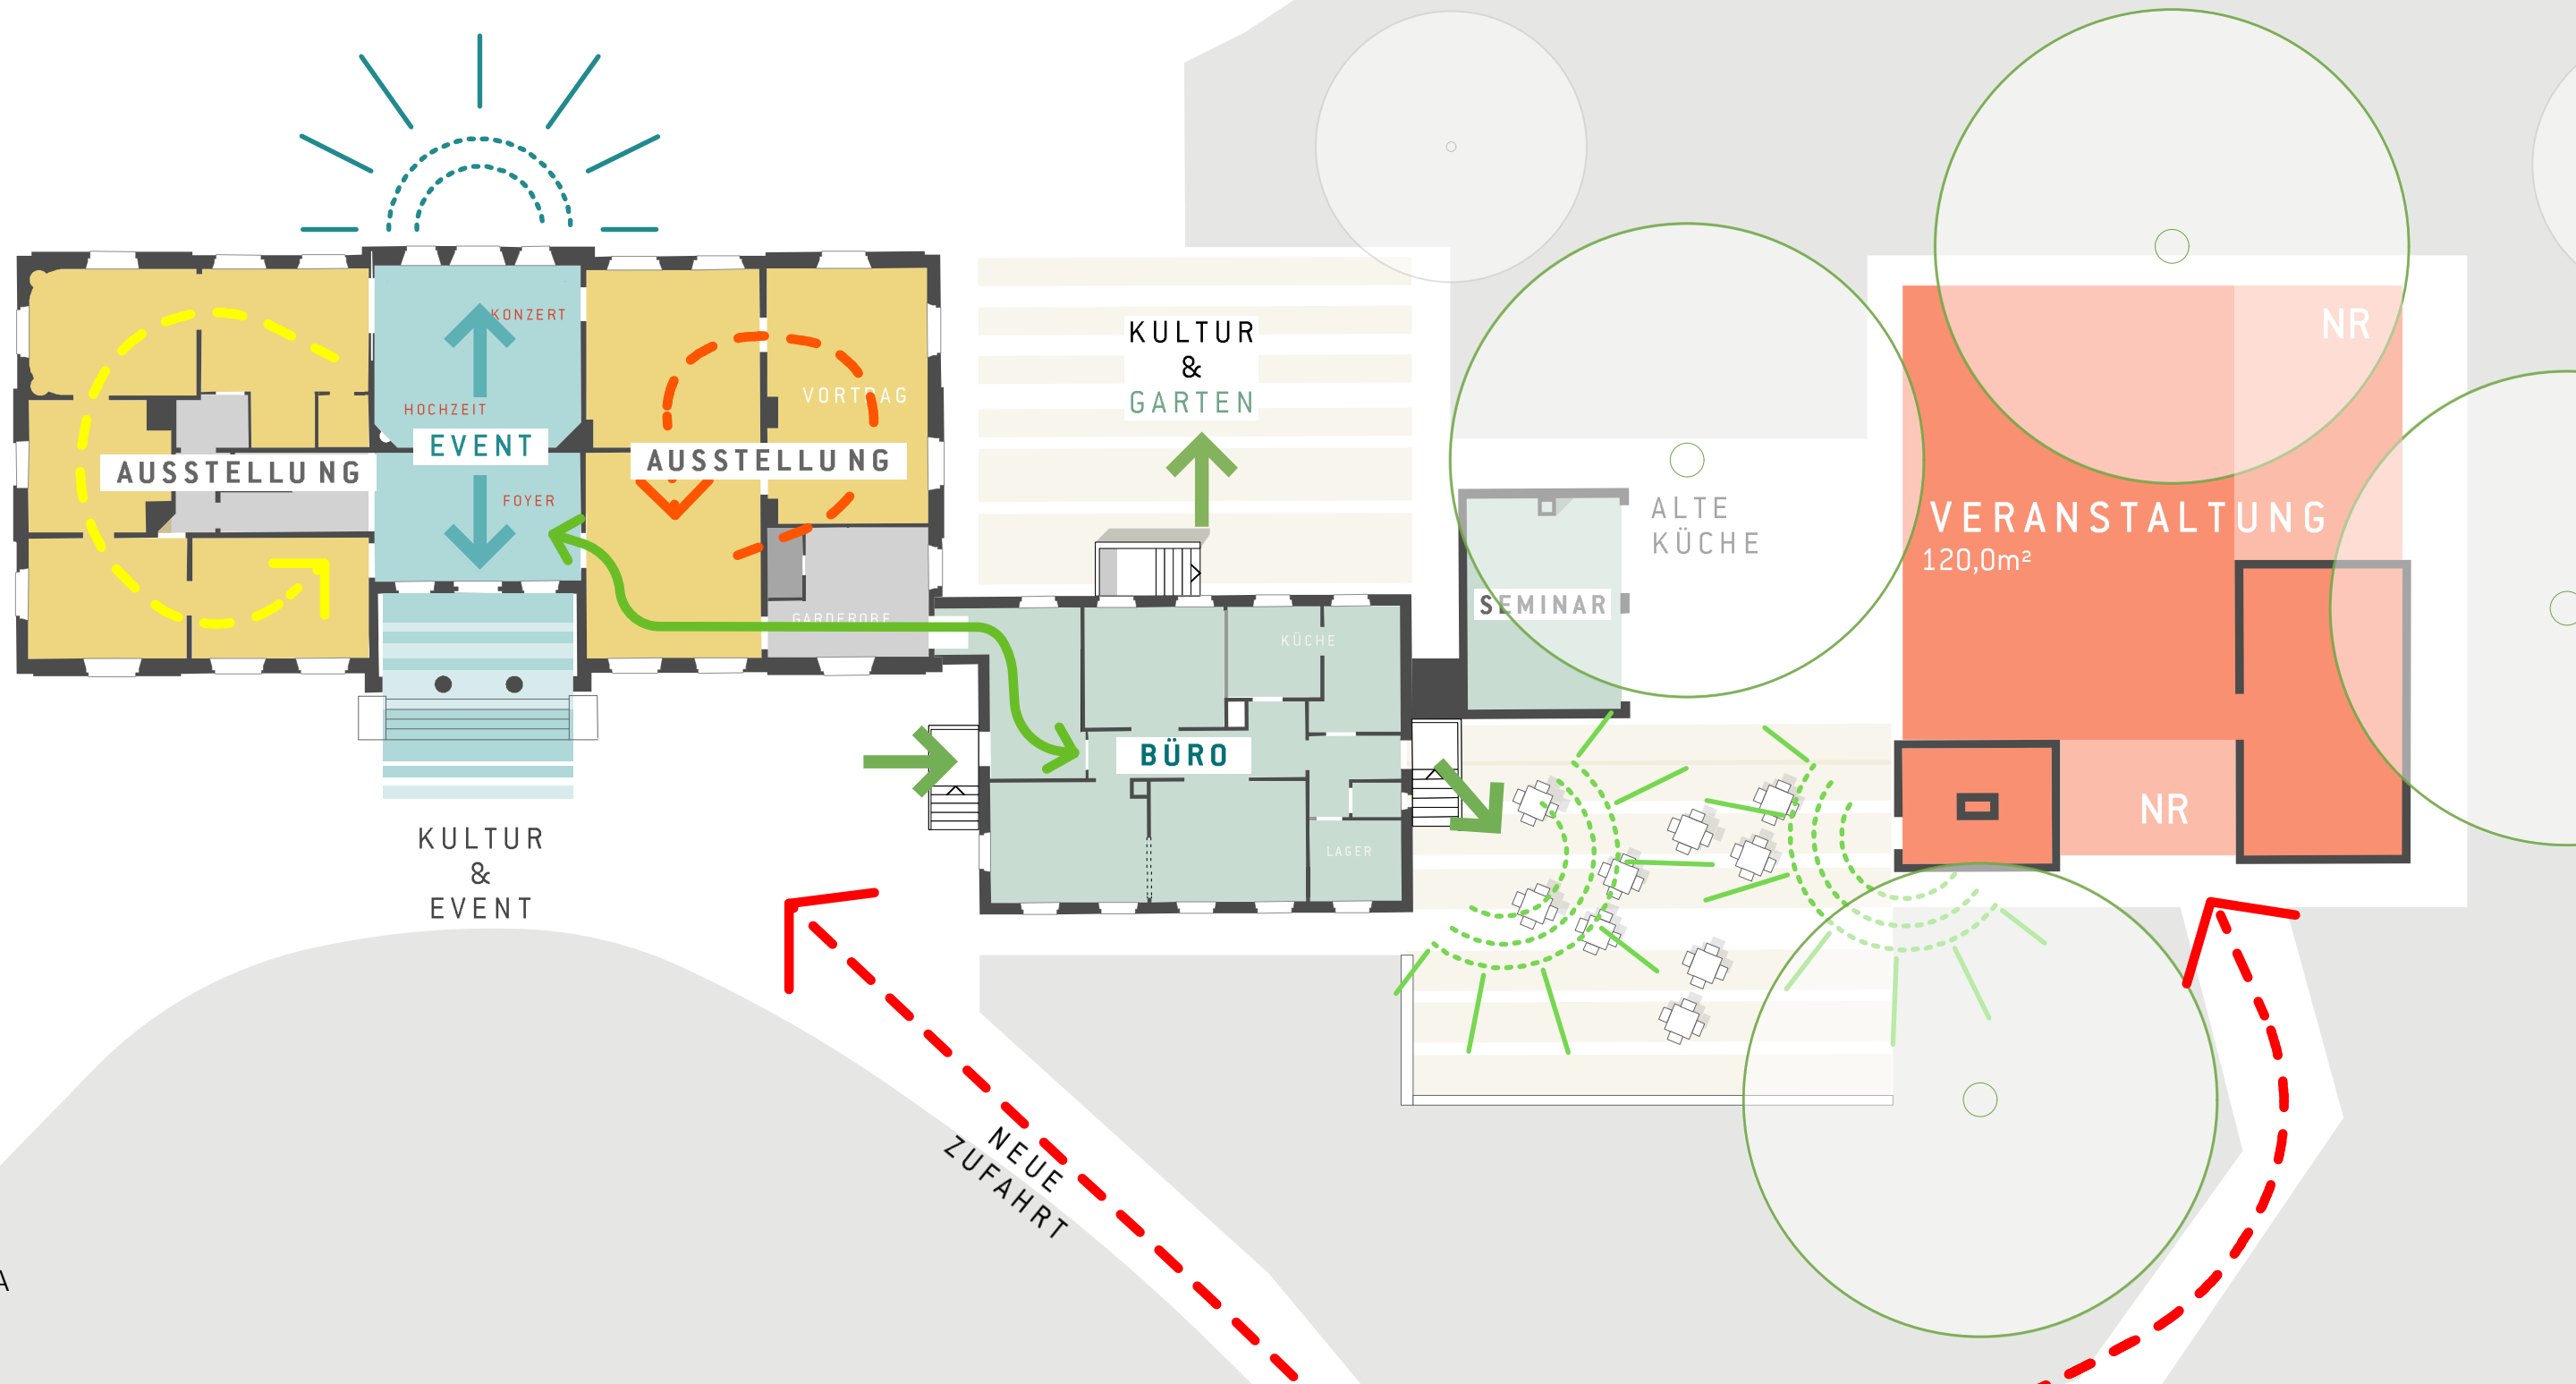 KONZERT
HOCHZEIT
EVENT
FOYER
AUSSTELLUNG
VORTRAG
AUSSTELLUNG
GARDEROBE
KULTUR
&
GARTEN
KULTUR
&
EVENT
KÜCHE
BÜRO
LAGER
ALTE
KÜCHE
SEMINAR
NR
VERANSTALTUNG
120,0m²
NR
NEUE
ZUFAHRT
A